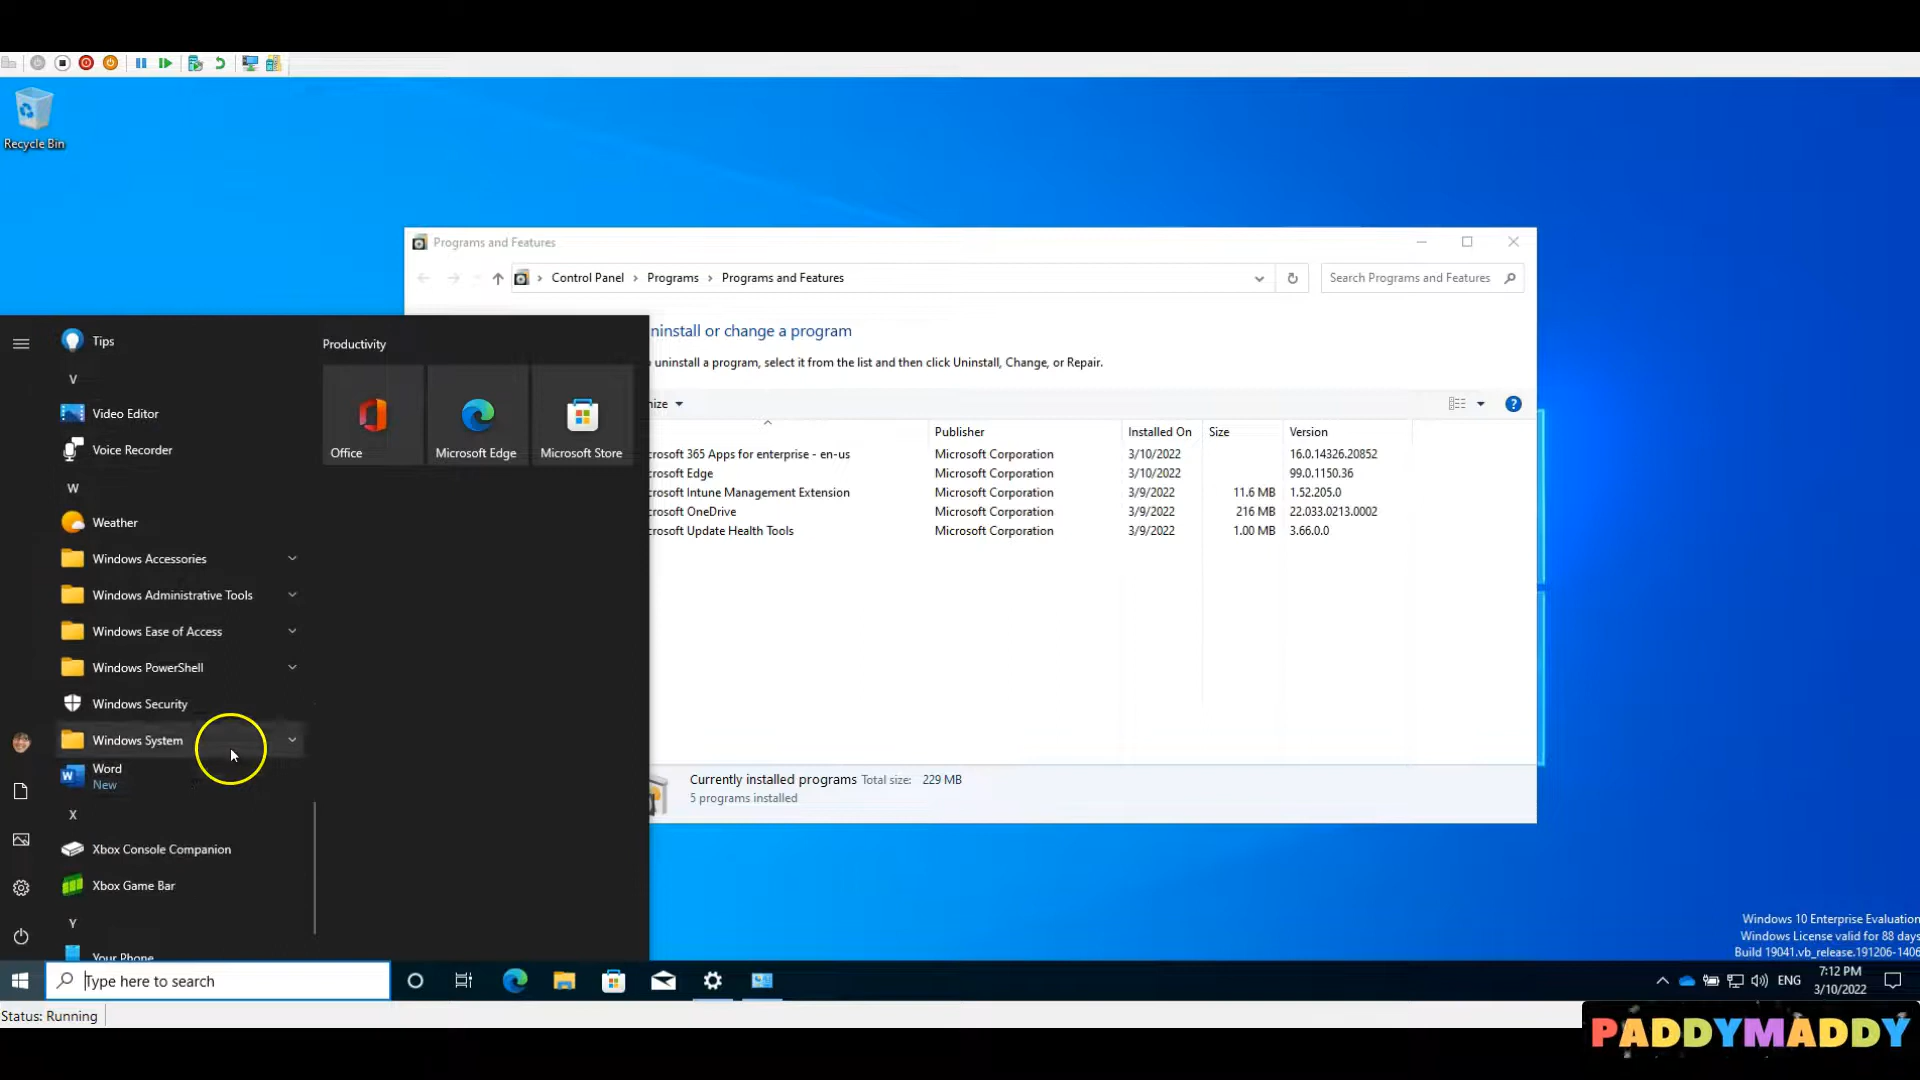 Recycle Bin
Programs and Features
Control Panel
Programs
Programs and Features
Search Programs and Features
ninstall or change a program
uninstall a program, select it from the list and then click Uninstall, Change, or Repair.
nize
Publisher
Installed On
Size
Version
rosoft 365 Apps for enterprise - en-us
Microsoft Corporation
3/10/2022
16.0.14326.20852
rosoft Edge
Microsoft Corporation
3/10/2022
99.0.1150.36
rosoft Intune Management Extension
Microsoft Corporation
3/9/2022
11.6 MB
1.52.205.0
rosoft OneDrive
Microsoft Corporation
3/9/2022
216 MB
22.033.0213.0002
rosoft Update Health Tools
Microsoft Corporation
3/9/2022
1.00 MB
3.66.0.0
Currently installed programs Total size: 229 MB
5 programs installed
Tips
V
Video Editor
Voice Recorder
W
Weather
Windows Accessories
Windows Administrative Tools
Windows Ease of Access
Windows PowerShell
Windows Security
Windows System
Word
New
X
Xbox Console Companion
Xbox Game Bar
Y
Your Phone
Productivity
Office
Microsoft Edge
Microsoft Store
Windows 10 Enterprise Evaluation
Windows License valid for 88 days
Build 19041.vb_release.191206-1406
Type here to search
ENG
7:12 PM
3/10/2022
Status: Running
PADDYMADDY